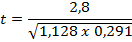 t = 2,8 / √(1,128 x 0,291)